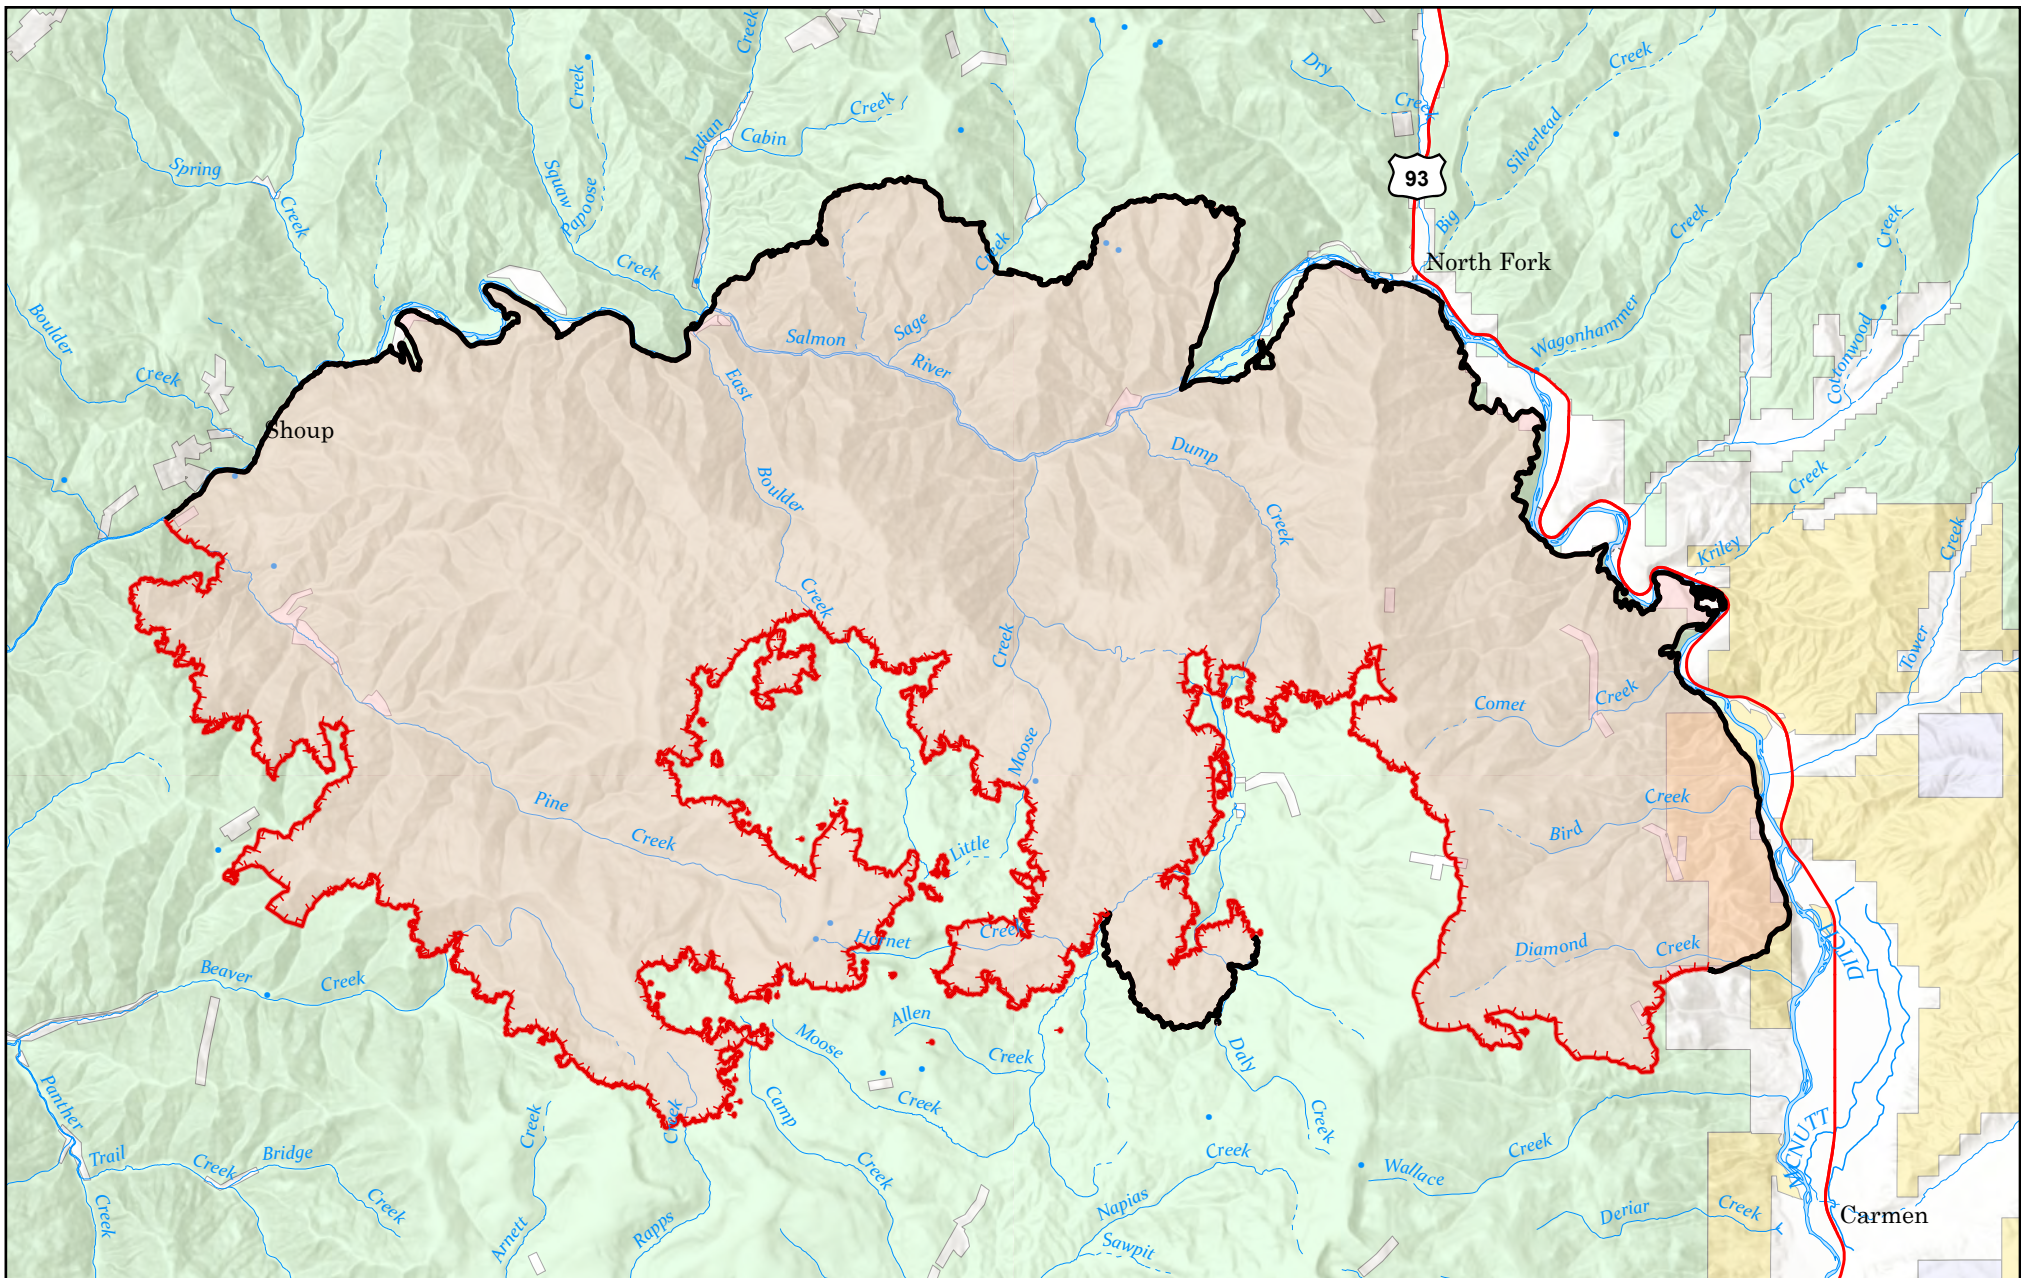 Creek
Creek
Creek
Dry
Creek
Creek
Creek
Silverlead
Indian
Cabin
Spring
Squaw
93
Papoose
Creek
Big
Creek
Creek
Creek
Creek
North Fork
Boulder
Wagonhammer
Salmon
Sage
River
Cottonwood
Creek
East
Shoup
Dump
Boulder
Creek
Creek
Creek
Kriley
Creek
Creek
Tower
Comet
Creek
Moose
Pine
Creek
Creek
Bird
Little
Hornet
Creek
Diamond
Creek
DITCH
Beaver
Creek
Allen
Moose
Creek
Daly
Panther
Camp
Creek
Creek
Creek
Creek
MCNUTT
Trail
Bridge
Creek
Creek
Creek
Wallace
Creek
Creek
Napias
Creek
Arnett
Rapps
Sawpit
Deriar
Creek
Carmen